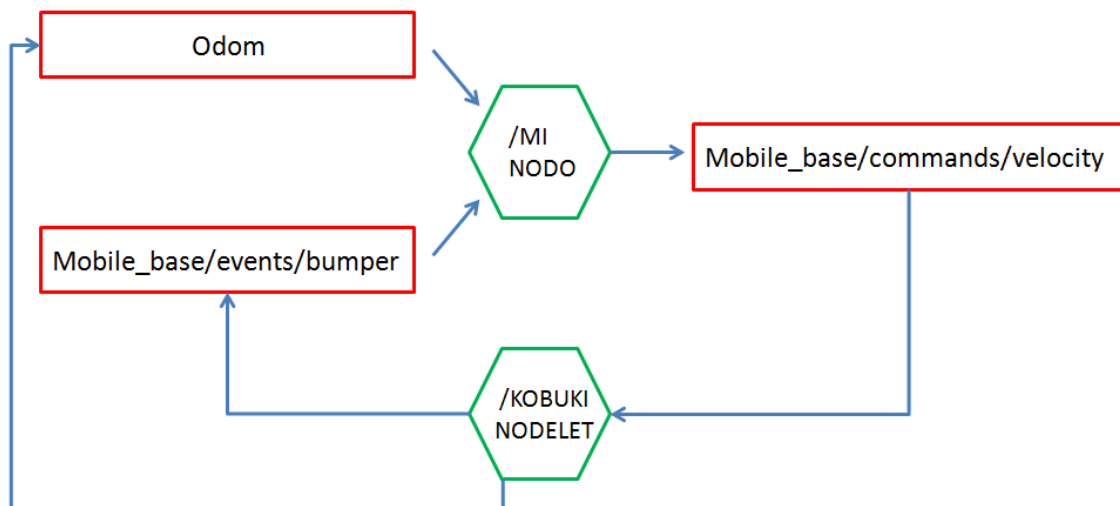 Odom
/MI
NODO
Mobile_base/commands/velocity
Mobile_base/events/bumper
/KOBUKI
NODELET